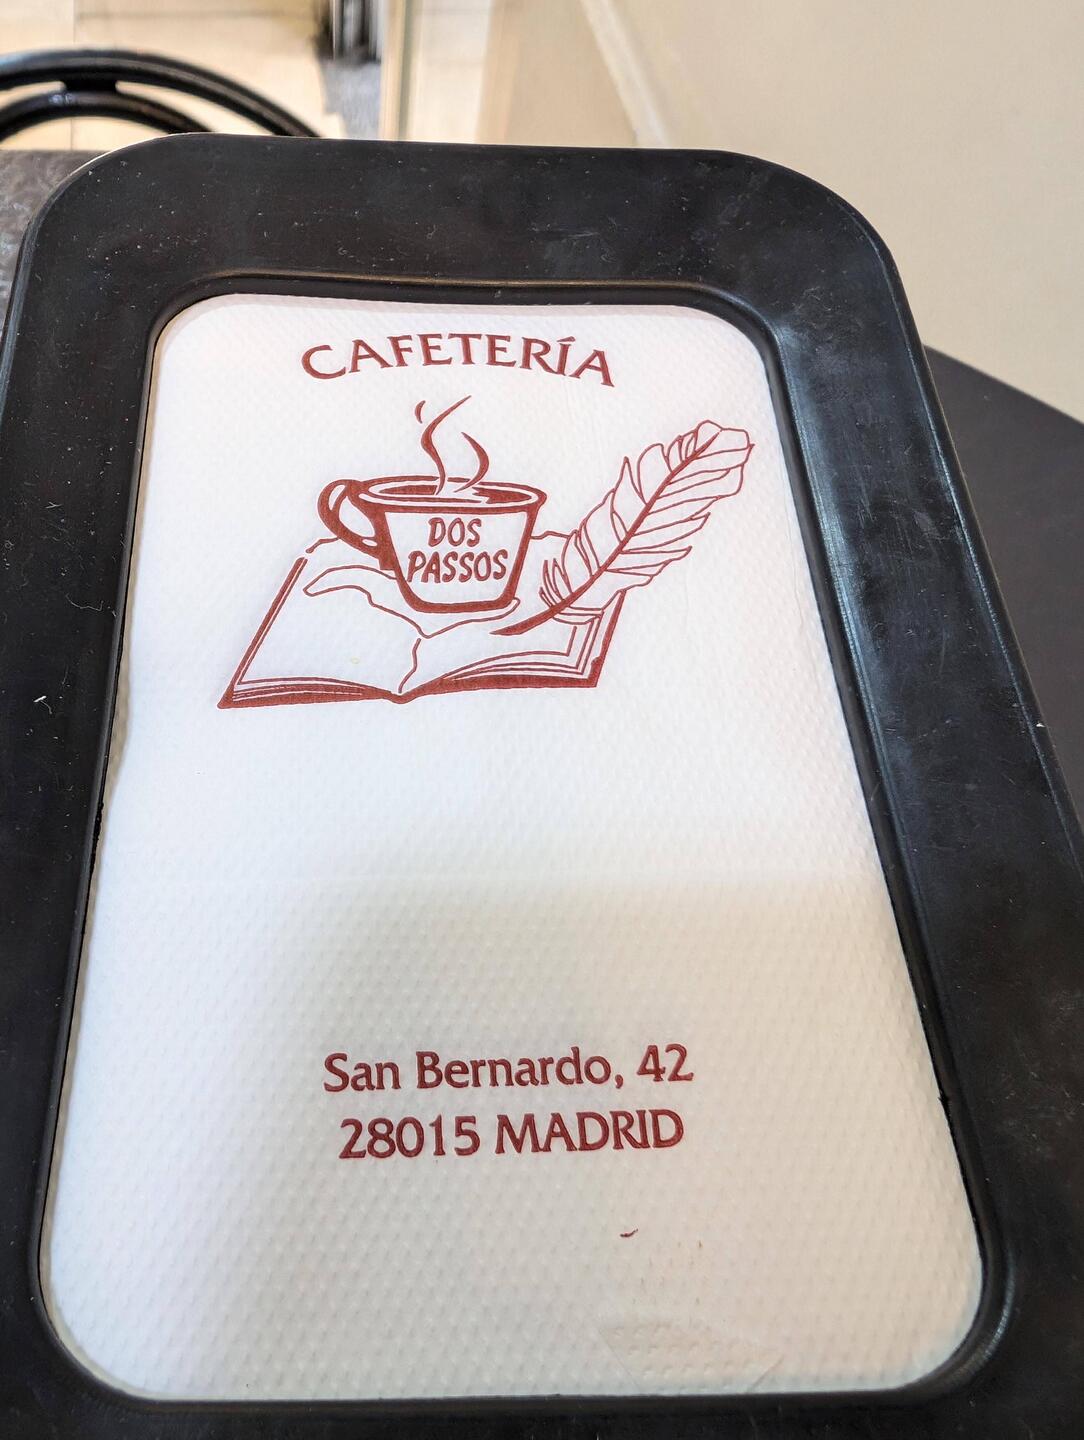 CAFETERÍA
DOS
PASSOS
San Bernardo, 42
28015 MADRID